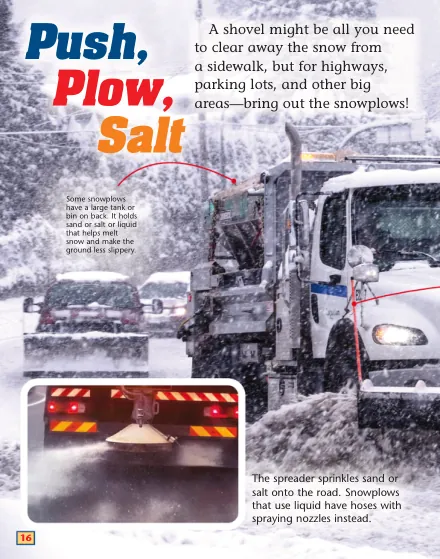 Push,
Plow,
Salt
A shovel might be all you need
to clear away the snow from
a sidewalk, but for highways,
parking lots, and other big
areas—bring out the snowplows!
Some snowplows
have a large tank or
bin on back. It holds
sand or salt or liquid
that helps melt
snow and make the
ground less slippery.
The spreader sprinkles sand or
salt onto the road. Snowplows
that use liquid have hoses with
spraying nozzles instead.
16